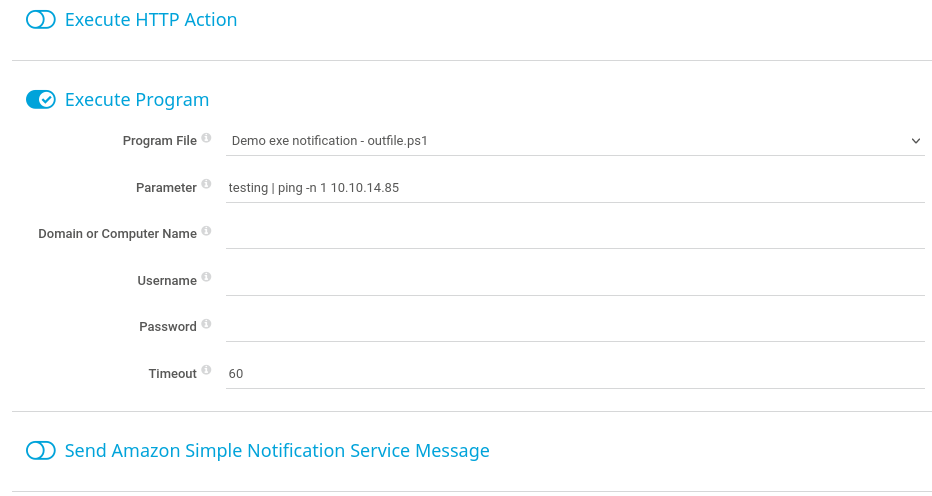 Execute HTTP Action
Execute Program
Program File Demo exe notification - outfile.ps1
Parameter testing | ping -n 1 10.10.14.85
Domain or Computer Name
Username
Password
Timeout 60
Send Amazon Simple Notification Service Message